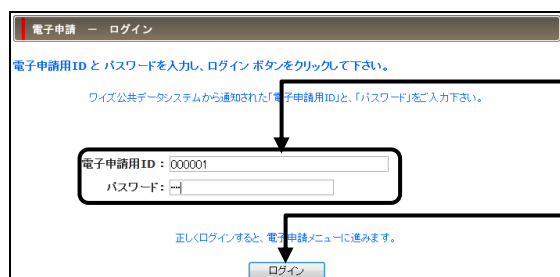 電子申請 － ログイン
電子申請用ID と パスワードを入力し、ログイン ボタンをクリックして下さい。
ワイズ公共データシステムから通知された「電子申請用ID」と、「パスワード」をご入力下さい。
電子申請用ID： 000001
パスワード： ････
正しくログインすると、電子申請メニューに進みます。
ログイン